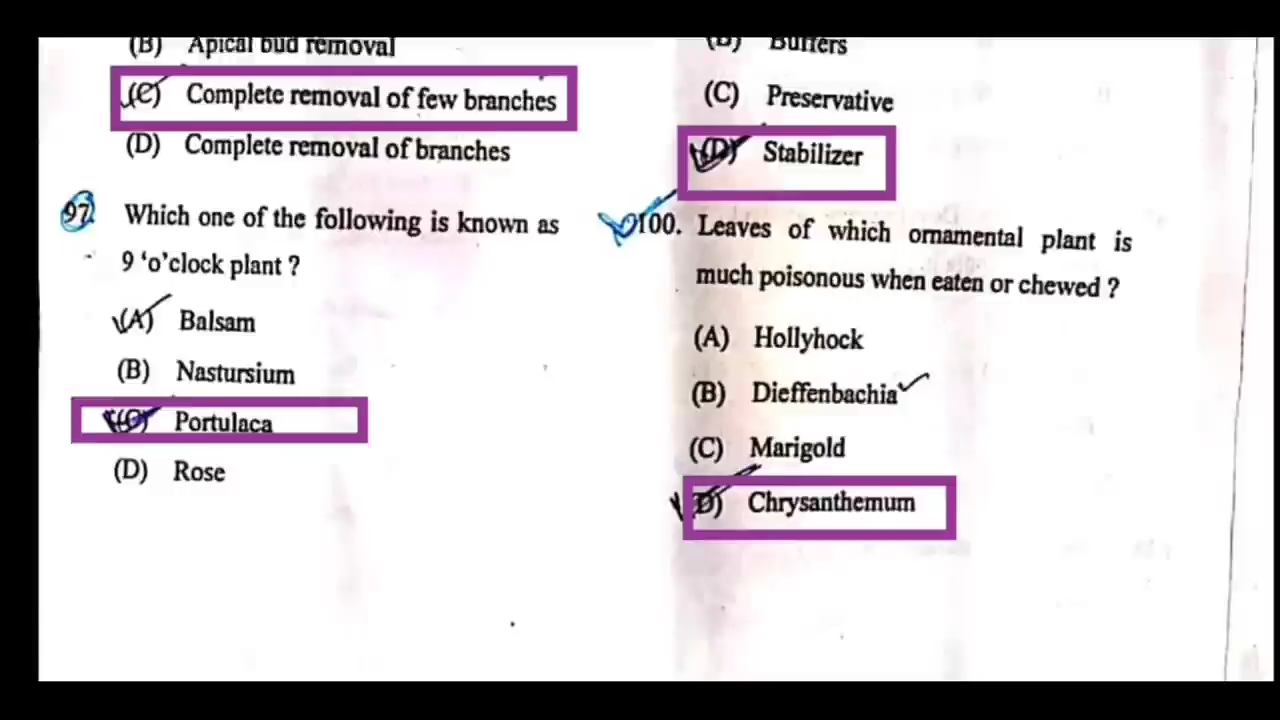 (B) Apical bud removal
(C) Complete removal of few branches
(D) Complete removal of branches
97. Which one of the following is known as
9 ‘o’clock plant ?
(A) Balsam
(B) Nastursium
(C) Portulaca
(D) Rose
(B) Buffers
(C) Preservative
(D) Stabilizer
100. Leaves of which ornamental plant is
much poisonous when eaten or chewed ?
(A) Hollyhock
(B) Dieffenbachia
(C) Marigold
(D) Chrysanthemum